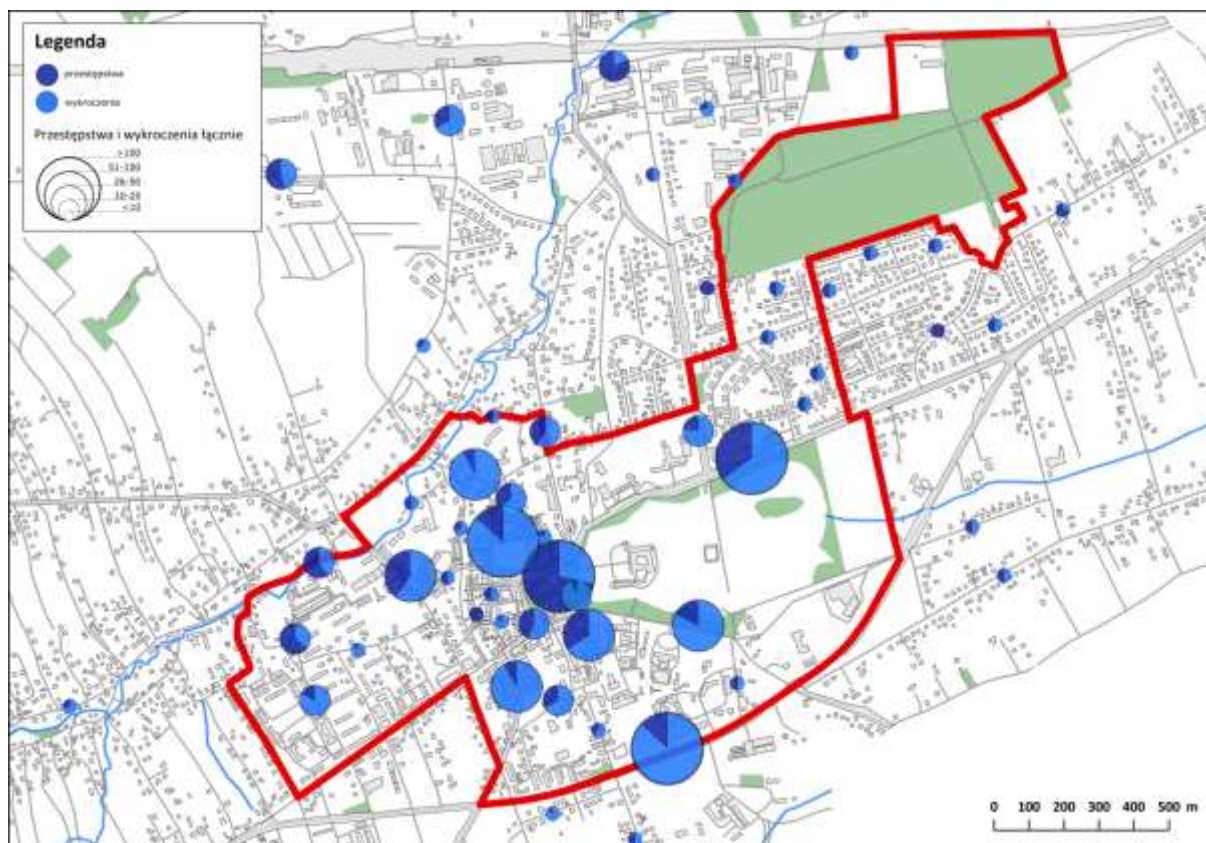 Legenda
przestępstwa
wykroczenia
Przestępstwa i wykroczenia łącznie
>100
51-100
26-50
10-25
<10
0 100 200 300 400 500 m